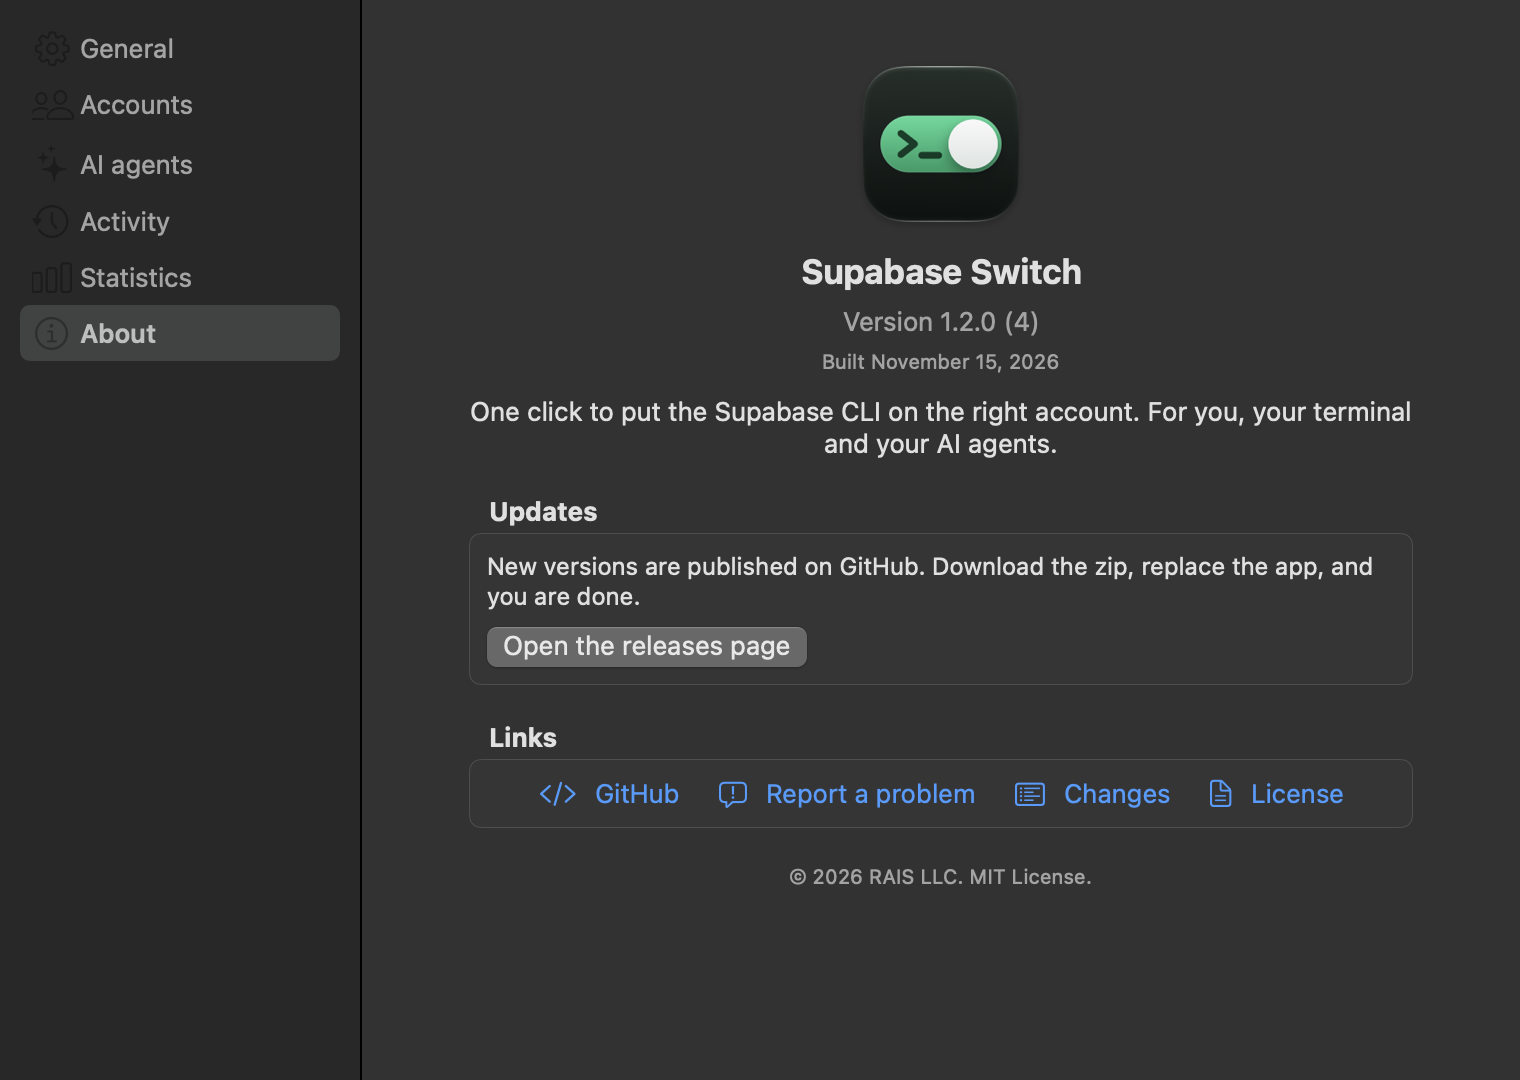 General
Accounts
AI agents
Activity
Statistics
About
>_
Supabase Switch
Version 1.2.0 (4)
Built November 15, 2026
One click to put the Supabase CLI on the right account. For you, your terminal
and your AI agents.
Updates
New versions are published on GitHub. Download the zip, replace the app, and
you are done.
Open the releases page
Links
</> GitHub
Report a problem
Changes
License
© 2026 RAIS LLC. MIT License.